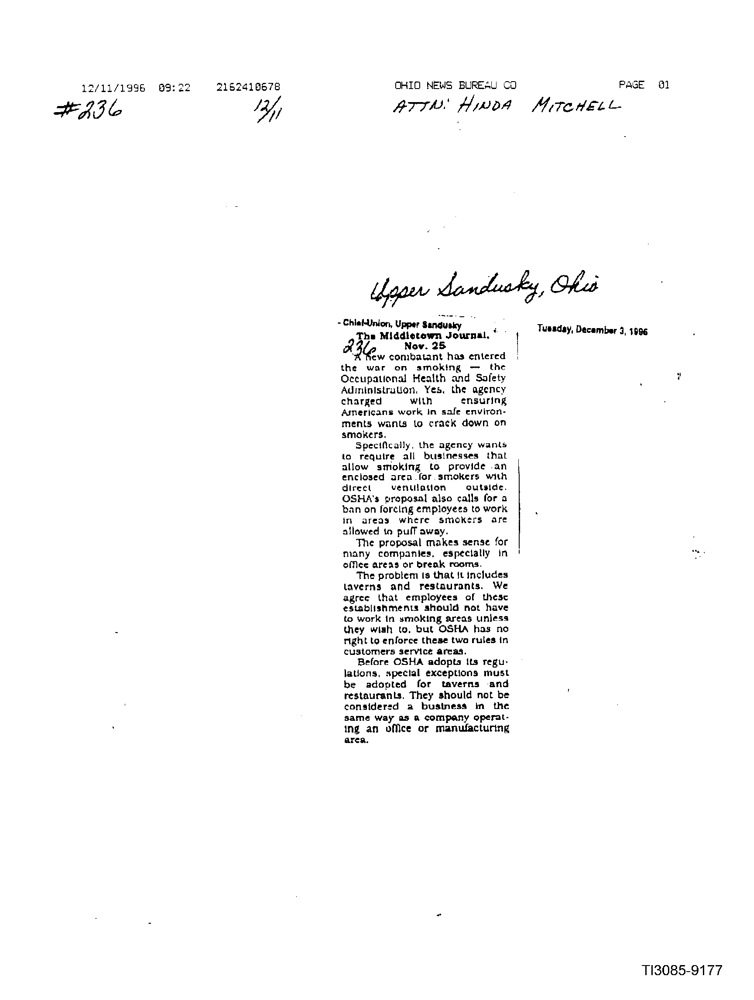 12/11/1996 09:22 2162410678 OHIO NEWS BUREAU CO PAGE 01
#236 12/11 ATTN: HINDA MITCHELL
Upper Sandusky, Ohio
- Chief-Union, Upper Sandusky
Tuesday, December 3, 1996
The Middletown Journal,
236 Nov. 25
A new combatant has entered
the war on smoking — the
Occupational Health and Safety
Administration. Yes, the agency
charged with ensuring
Americans work in safe environ-
ments wants to crack down on
smokers.
Specifically, the agency wants
to require all businesses that
allow smoking to provide an
enclosed area for smokers with
direct ventilation outside.
OSHA's proposal also calls for a
ban on forcing employees to work
in areas where smokers are
allowed to puff away.
The proposal makes sense for
many companies, especially in
office areas or break rooms.
The problem is that it includes
taverns and restaurants. We
agree that employees of these
establishments should not have
to work in smoking areas unless
they wish to, but OSHA has no
right to enforce these two rules in
customers service areas.
Before OSHA adopts its regu-
lations, special exceptions must
be adopted for taverns and
restaurants. They should not be
considered a business in the
same way as a company operat-
ing an office or manufacturing
area.
TI3085-9177